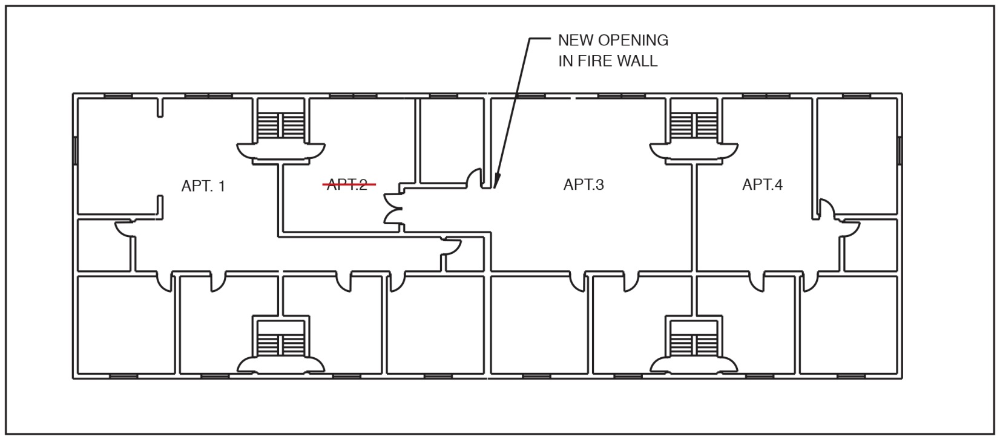 NEW OPENING
IN FIRE WALL
APT. 1
APT.2
APT.3
APT.4